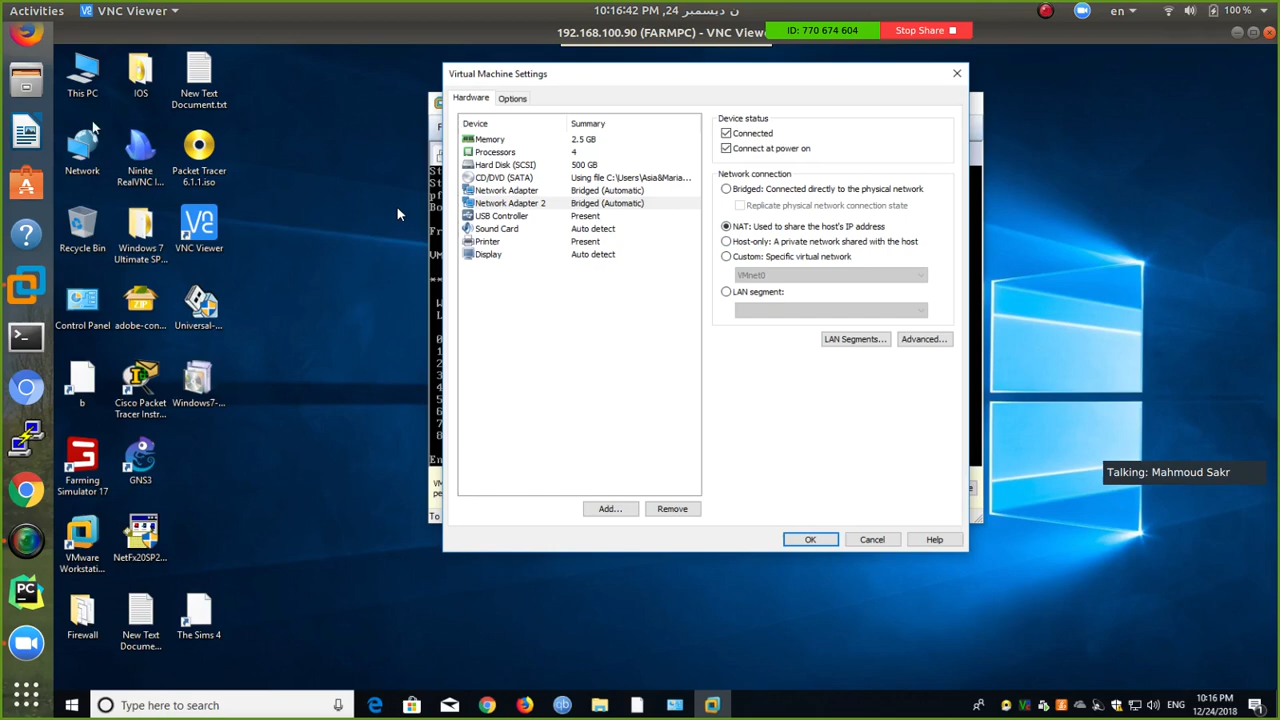 Activities
VNC Viewer
ن ديسمبر 24, 10:16:42 PM
en
100 %
192.168.100.90 (FARMPC) - VNC Viewe
ID: 770 674 604
Stop Share
This PC
IOS
New Text
Document.txt
Network
Ninite
RealVNC I...
Packet Tracer
6.1.1.iso
Recycle Bin
Windows 7
Ultimate SP...
VNC Viewer
Control Panel
adobe-con...
Universal-...
b
Cisco Packet
Tracer Instr...
Windows7-...
Farming
Simulator 17
GNS3
VMware
Workstati...
NetFx20SP2...
Firewall
New Text
Docume...
The Sims 4
Virtual Machine Settings
Hardware
Options
Device
Summary
Memory
2.5 GB
Processors
4
Hard Disk (SCSI)
500 GB
CD/DVD (SATA)
Using file C:\Users\Asia&Maria...
Network Adapter
Bridged (Automatic)
Network Adapter 2
Bridged (Automatic)
USB Controller
Present
Sound Card
Auto detect
Printer
Present
Display
Auto detect
Add...
Remove
Device status
Connected
Connect at power on
Network connection
Bridged: Connected directly to the physical network
Replicate physical network connection state
NAT: Used to share the host's IP address
Host-only: A private network shared with the host
Custom: Specific virtual network
VMnet0
LAN segment:
LAN Segments...
Advanced...
OK
Cancel
Help
Talking: Mahmoud Sakr
Type here to search
ENG
10:16 PM
12/24/2018